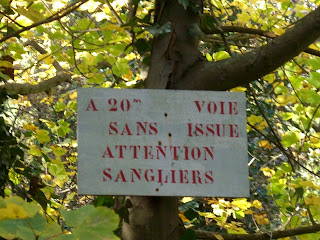 A 20m VOIE
SANS ISSUE
ATTENTION
SANGLIERS